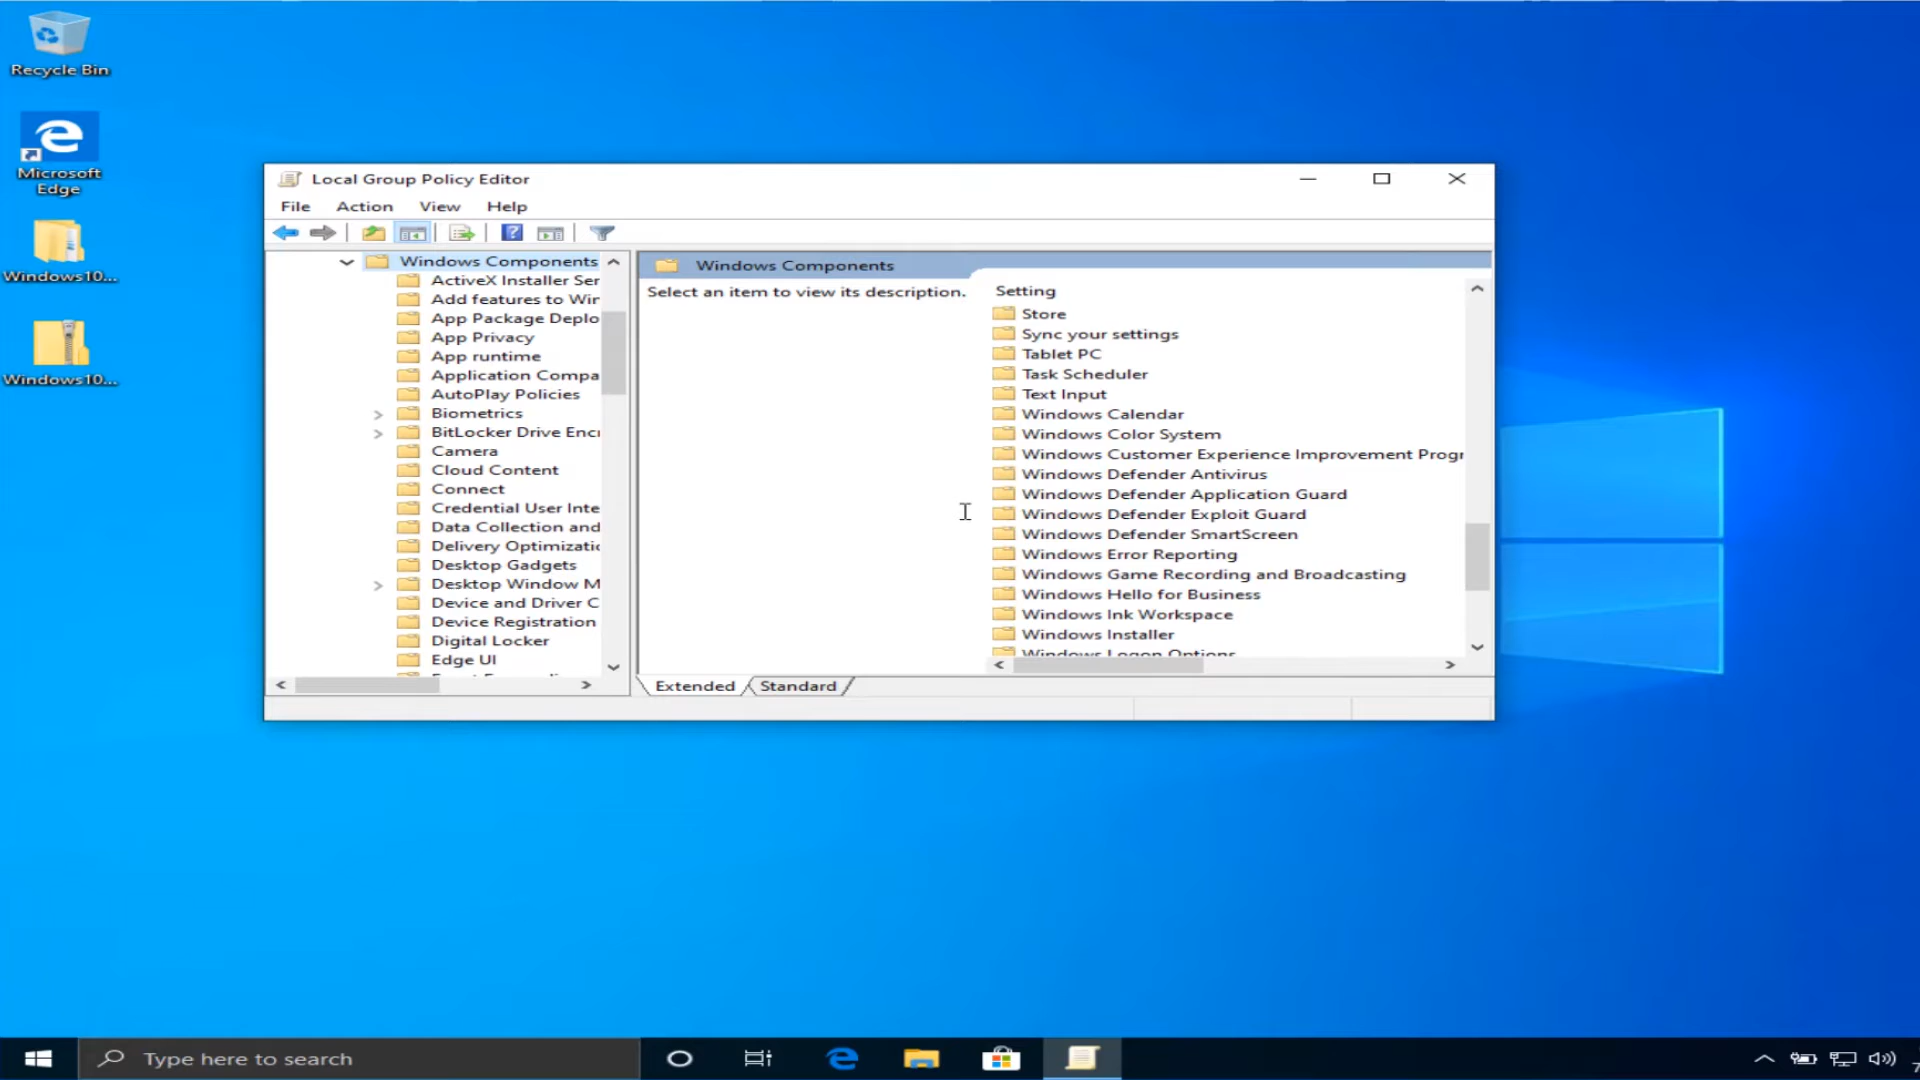 Recycle Bin
Microsoft
Edge
Windows10...
Windows10...
Local Group Policy Editor
File Action View Help
Windows Components
ActiveX Installer Ser
Add features to Wir
App Package Deplo
App Privacy
App runtime
Application Compa
AutoPlay Policies
Biometrics
BitLocker Drive Enc
Camera
Cloud Content
Connect
Credential User Inte
Data Collection and
Delivery Optimizatic
Desktop Gadgets
Desktop Window M
Device and Driver C
Device Registration
Digital Locker
Edge UI
Windows Components
Select an item to view its description.
Setting
Store
Sync your settings
Tablet PC
Task Scheduler
Text Input
Windows Calendar
Windows Color System
Windows Customer Experience Improvement Progr
Windows Defender Antivirus
Windows Defender Application Guard
Windows Defender Exploit Guard
Windows Defender SmartScreen
Windows Error Reporting
Windows Game Recording and Broadcasting
Windows Hello for Business
Windows Ink Workspace
Windows Installer
Windows Logon Options
Extended Standard
Type here to search